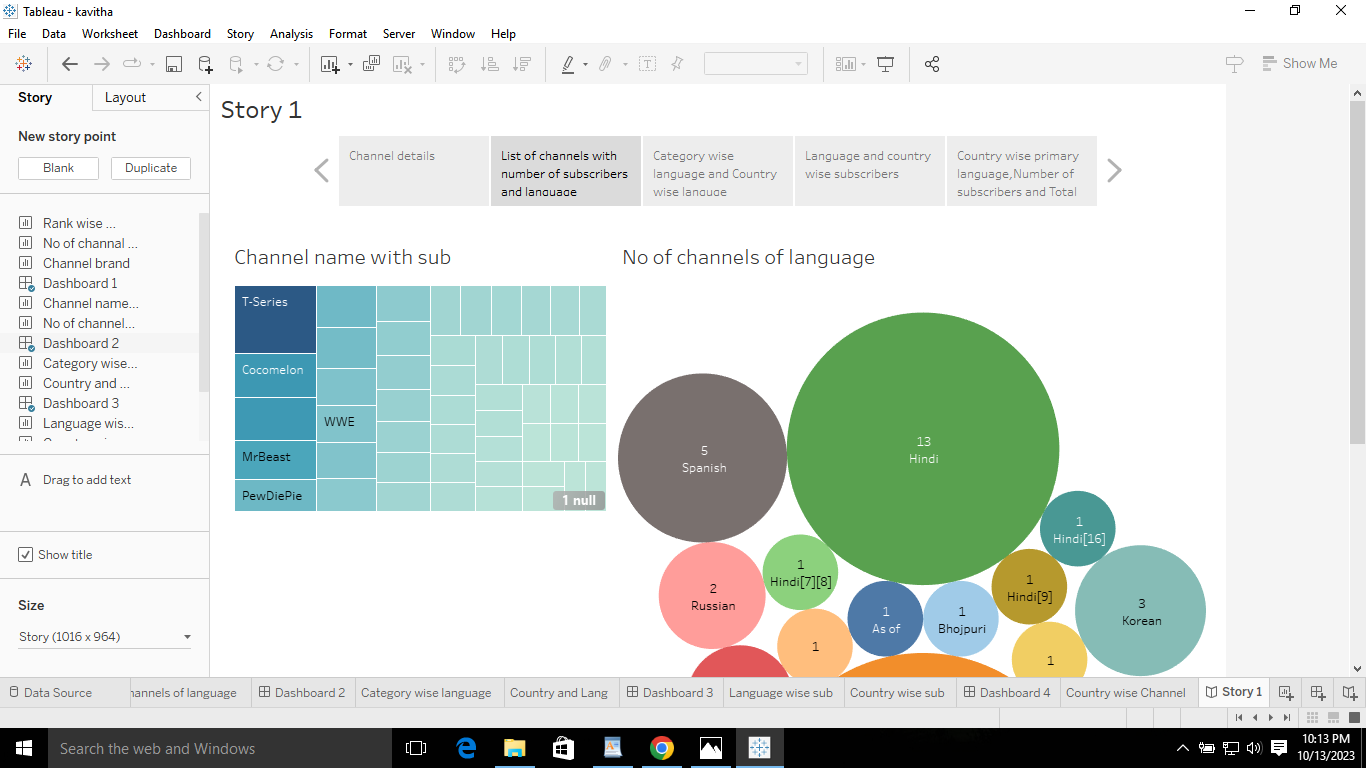 Tableau - kavitha
File Data Worksheet Dashboard Story Analysis Format Server Window Help
Show Me
Story Layout
New story point
Blank Duplicate
Rank wise ...
No of channal ...
Channel brand
Dashboard 1
Channel name...
No of channel...
Dashboard 2
Category wise...
Country and ...
Dashboard 3
Language wis...
A Drag to add text
Show title
Size
Story (1016 x 964)
Story 1
Channel details
List of channels with
number of subscribers
and language
Category wise
language and Country
wise languge
Language and country
wise subscribers
Country wise primary
language,Number of
subscribers and Total
Channel name with sub
T-Series
Cocomelon
WWE
MrBeast
PewDiePie
1 null
No of channels of language
13
Hindi
5
Spanish
1
Hindi[16]
1
Hindi[7][8]
1
Hindi[9]
2
Russian
1
As of
1
Bhojpuri
3
Korean
1
1
Data Source hannels of language Dashboard 2 Category wise language Country and Lang Dashboard 3 Language wise sub Country wise sub Dashboard 4 Country wise Channel Story 1
Search the web and Windows
10:13 PM
10/13/2023